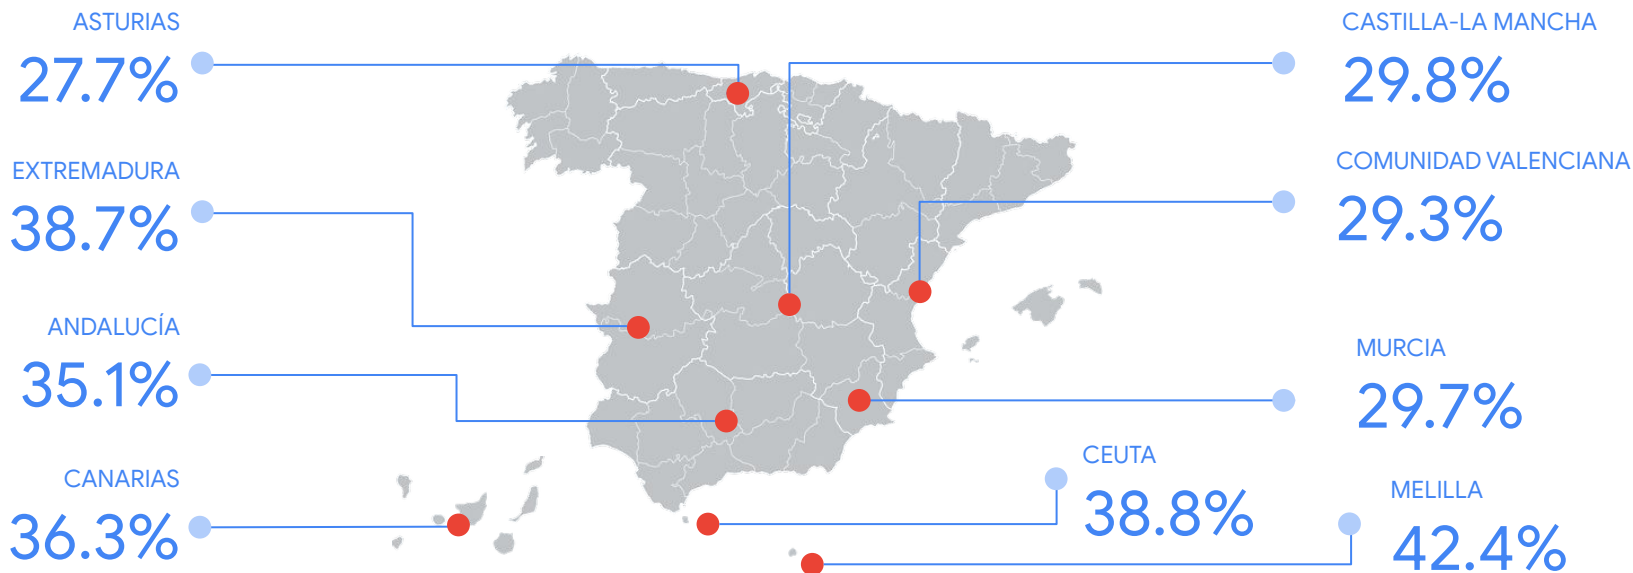 ASTURIAS
27.7%
EXTREMADURA
38.7%
ANDALUCÍA
35.1%
CANARIAS
36.3%
CASTILLA-LA MANCHA
29.8%
COMUNIDAD VALENCIANA
29.3%
MURCIA
29.7%
CEUTA
38.8%
MELILLA
42.4%